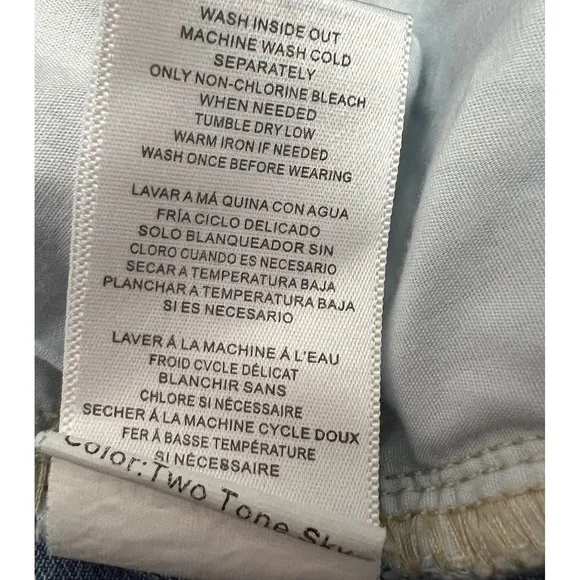 WASH INSIDE OUT
MACHINE WASH COLD
SEPARATELY
ONLY NON-CHLORINE BLEACH
WHEN NEEDED
TUMBLE DRY LOW
WARM IRON IF NEEDED
WASH ONCE BEFORE WEARING
LAVAR A MÁ QUINA CON AGUA
FRÍA CICLO DELICADO
SOLO BLANQUEADOR SIN
CLORO CUANDO ES NECESARIO
SECAR A TEMPERATURA BAJA
PLANCHAR A TEMPERATURA BAJA
SI ES NECESARIO
LAVER Á LA MACHINE Á L'EAU
FROID CYCLE DÉLICAT
BLANCHIR SANS
CHLORE SI NÉCESSAIRE
SECHER Á LA MACHINE CYCLE DOUX
FER Á BASSE TEMPÉRATURE
SI NÉCESSAIRE
Color: Two Tone Sky